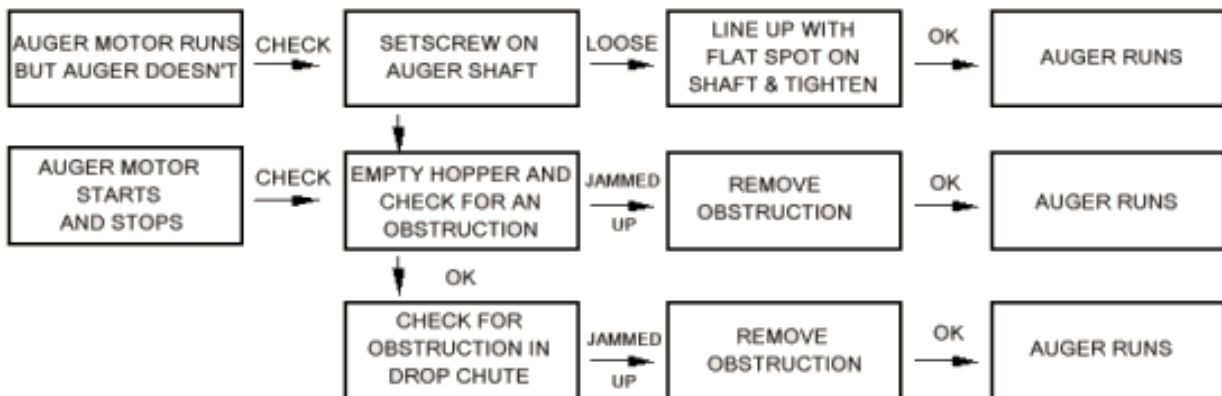 AUGER MOTOR RUNS
BUT AUGER DOESN'T
CHECK
SETSCREW ON
AUGER SHAFT
LOOSE
LINE UP WITH
FLAT SPOT ON
SHAFT & TIGHTEN
OK
AUGER RUNS
AUGER MOTOR
STARTS
AND STOPS
CHECK
EMPTY HOPPER AND
CHECK FOR AN
OBSTRUCTION
JAMMED
UP
REMOVE
OBSTRUCTION
OK
AUGER RUNS
OK
CHECK FOR
OBSTRUCTION IN
DROP CHUTE
JAMMED
UP
REMOVE
OBSTRUCTION
OK
AUGER RUNS